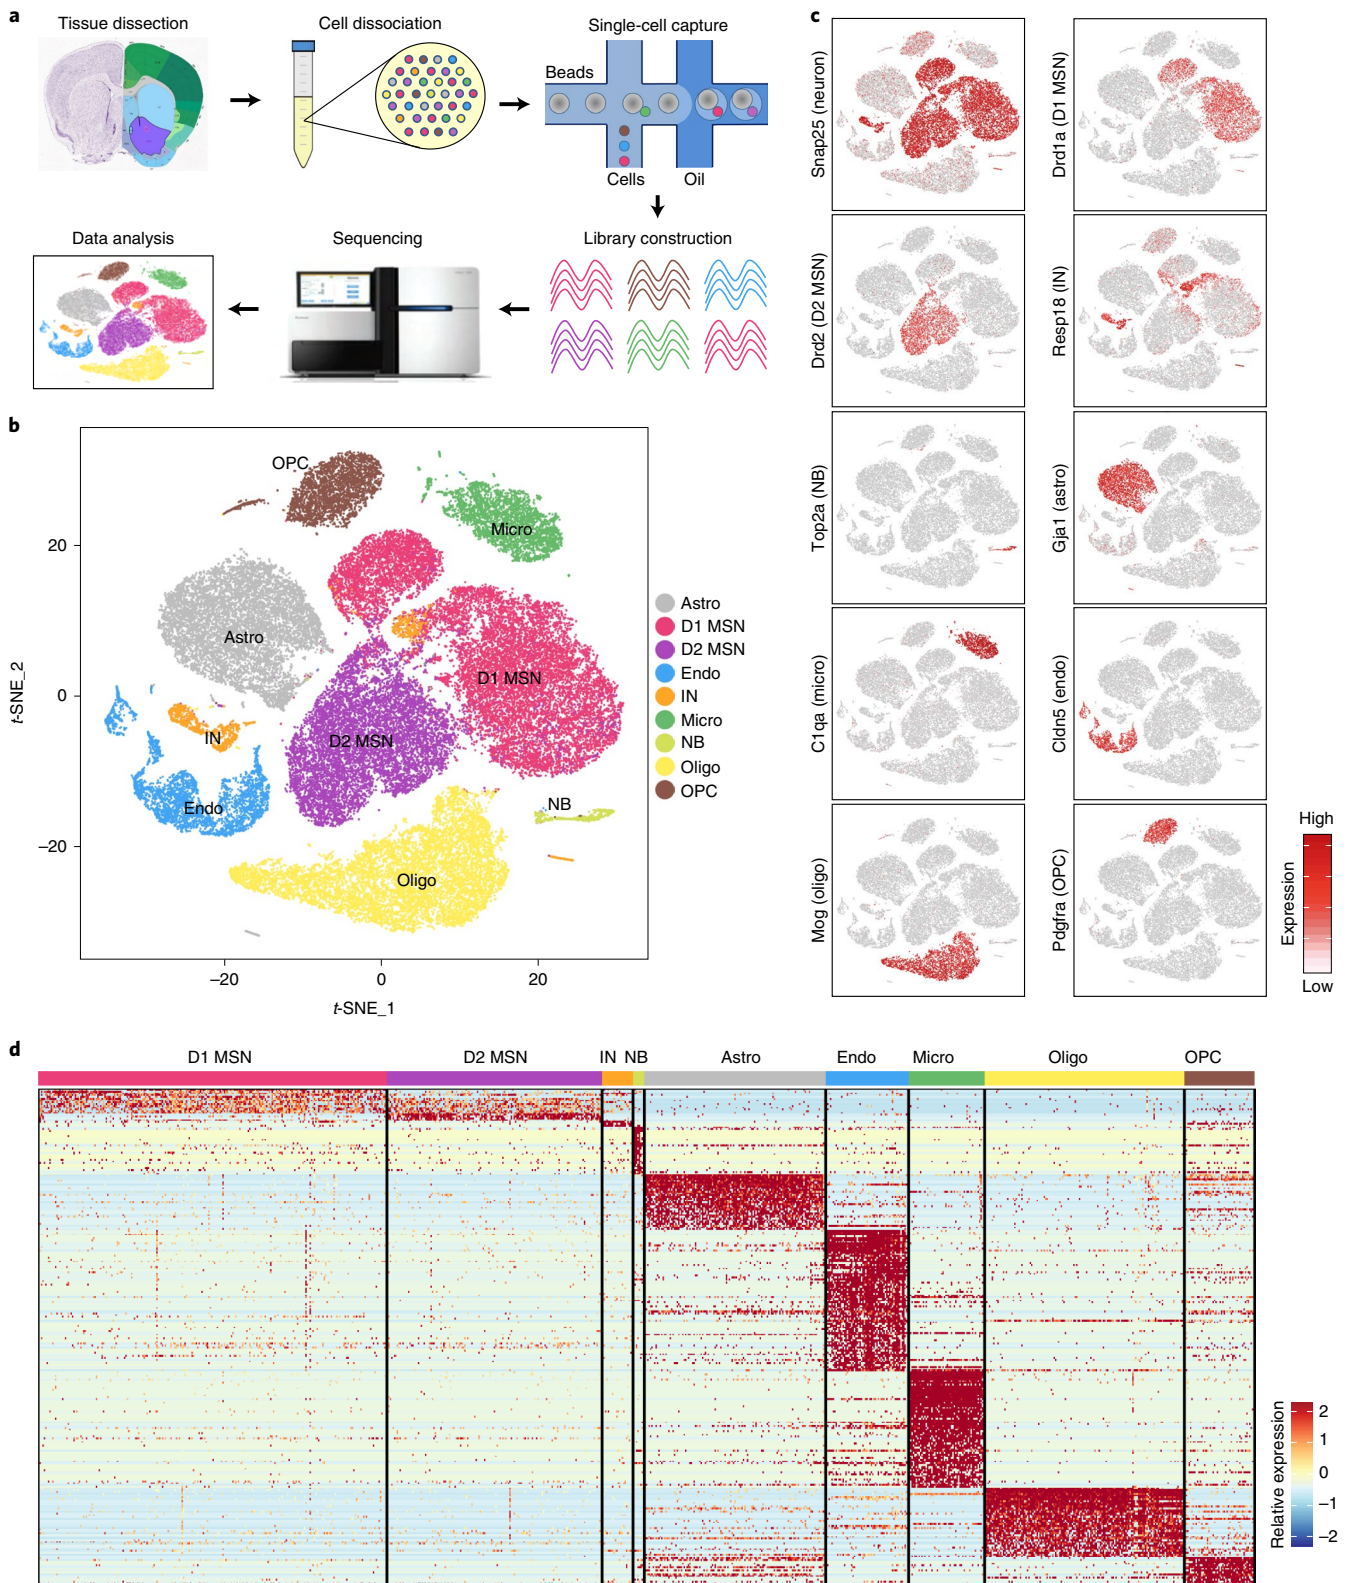 a
Tissue dissection
Cell dissociation
Single-cell capture
Beads
Cells
Oil
Data analysis
Sequencing
Library construction
b
OPC
Micro
Astro
D1 MSN
IN
D2 MSN
Endo
NB
Oligo
20
0
–20
t-SNE_2
–20
0
20
t-SNE_1
Astro
D1 MSN
D2 MSN
Endo
IN
Micro
NB
Oligo
OPC
c
Snap25 (neuron)
Drd1a (D1 MSN)
Drd2 (D2 MSN)
Resp18 (IN)
Top2a (NB)
Gja1 (astro)
C1qa (micro)
Cldn5 (endo)
Mog (oligo)
Pdgfra (OPC)
High
Expression
Low
d
D1 MSN
D2 MSN
IN
NB
Astro
Endo
Micro
Oligo
OPC
Relative expression
2
1
0
–1
–2